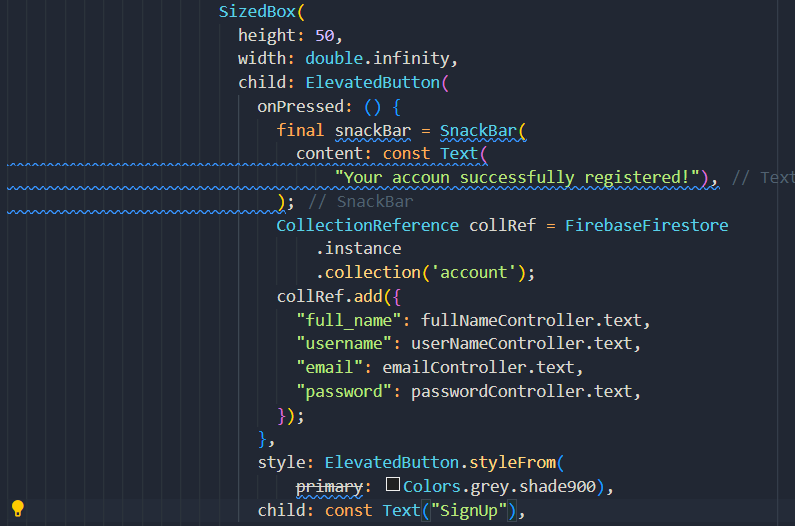 SizedBox(
height: 50,
width: double.infinity,
child: ElevatedButton(
onPressed: () {
final snackBar = SnackBar(
content: const Text(
"Your accoun successfully registered!"), // Text
); // SnackBar
CollectionReference collRef = FirebaseFirestore
.instance
.collection('account');
collRef.add({
"full_name": fullNameController.text,
"username": userNameController.text,
"email": emailController.text,
"password": passwordController.text,
});
},
style: ElevatedButton.styleFrom(
primary: Colors.grey.shade900),
child: const Text("SignUp"),